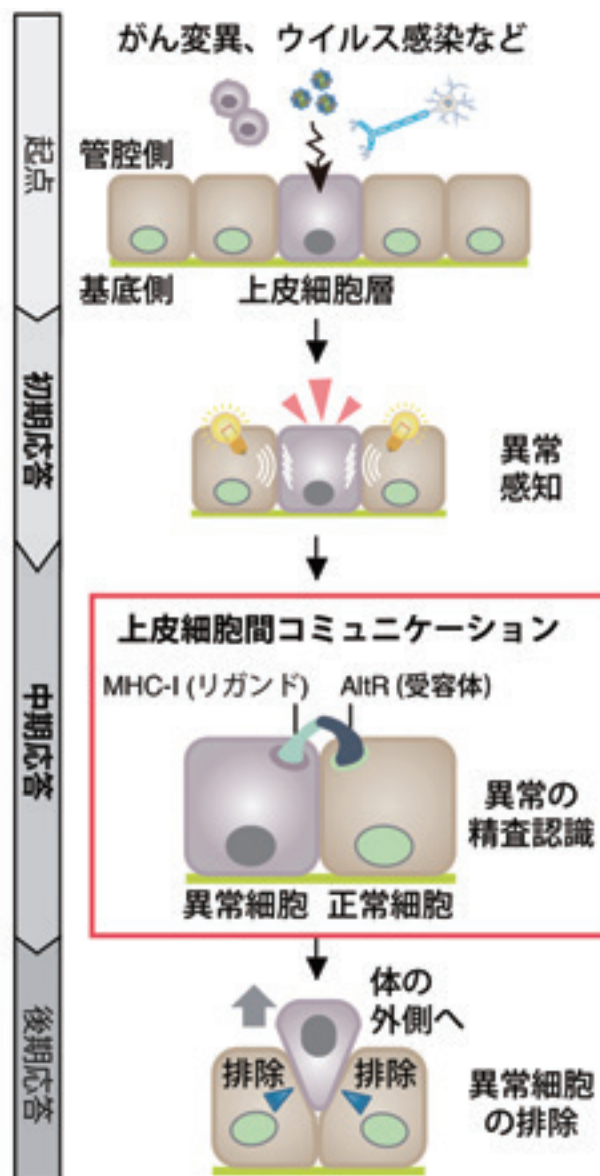 がん変異、ウイルス感染など
起点
管腔側
基底側
上皮細胞層
初期応答
異常
感知
中期応答
上皮細胞間コミュニケーション
MHC-I (リガンド)
AltR (受容体)
異常の
精査認識
異常細胞
正常細胞
後期応答
体の
外側へ
排除
排除
異常細胞
の排除